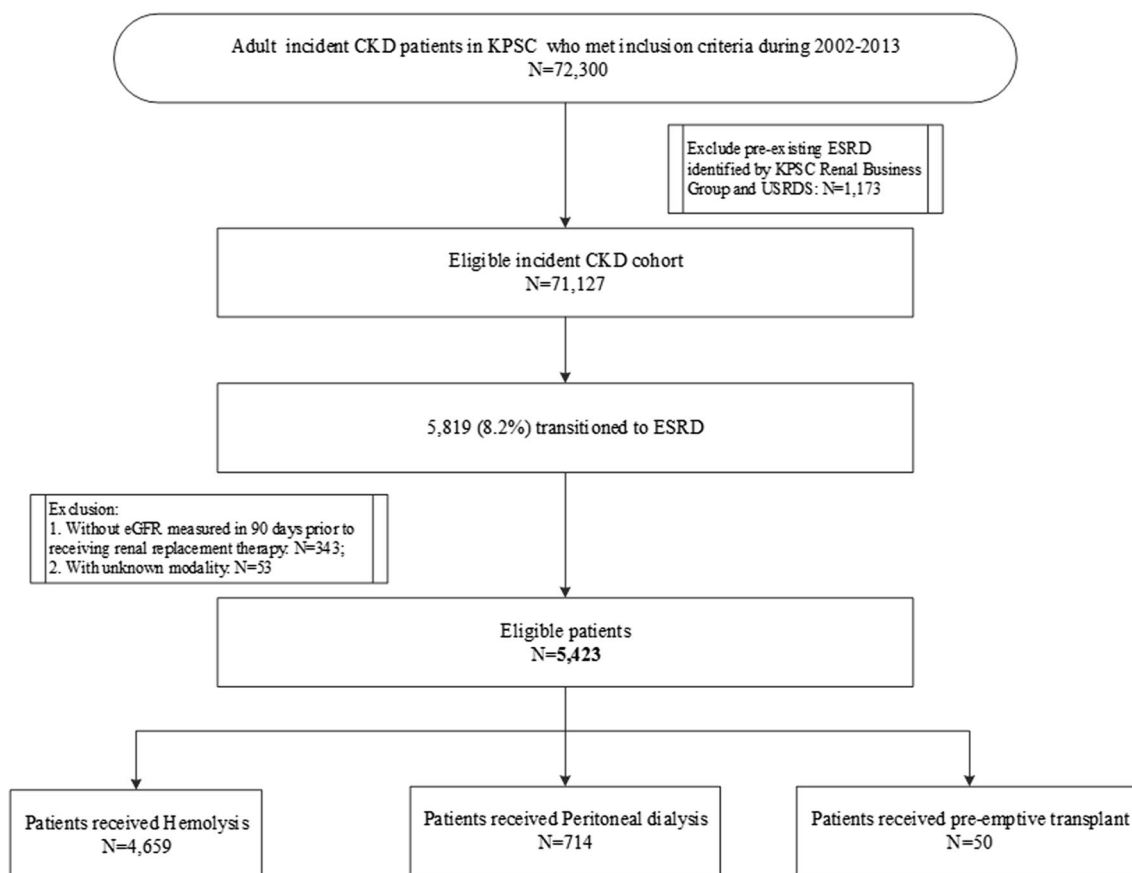 Adult incident CKD patients in KPSC who met inclusion criteria during 2002-2013
N=72,300
Exclude pre-existing ESRD
identified by KPSC Renal Business
Group and USRDS: N=1,173
Eligible incident CKD cohort
N=71,127
5,819 (8.2%) transitioned to ESRD
Exclusion:
1. Without eGFR measured in 90 days prior to
receiving renal replacement therapy: N=343;
2. With unknown modality: N=53
Eligible patients
N=5,423
Patients received Hemolysis
N=4,659
Patients received Peritoneal dialysis
N=714
Patients received pre-emptive transplant
N=50